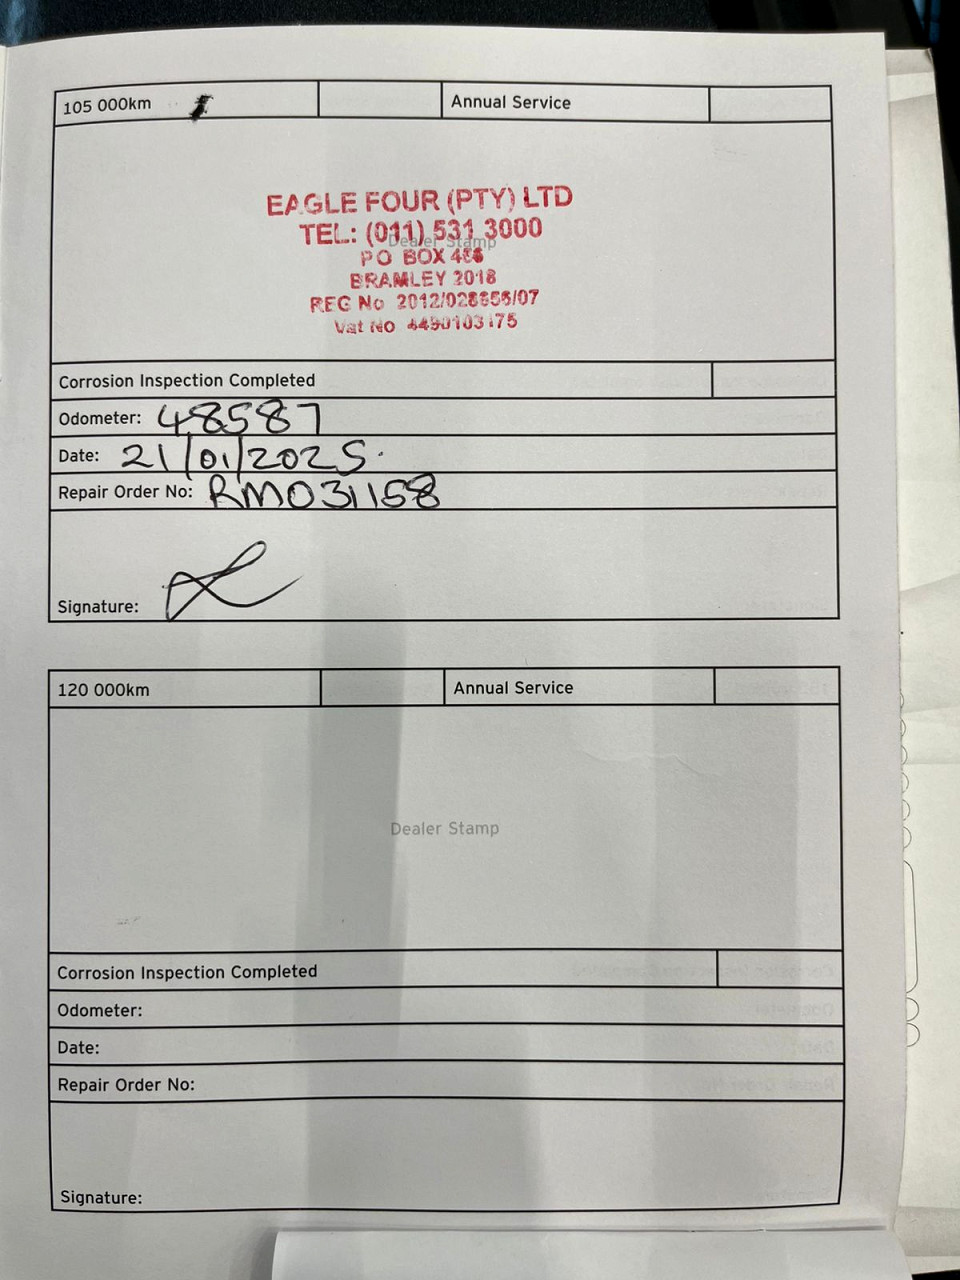 105 000km Annual Service
EAGLE FOUR (PTY) LTD
TEL: (011) 531 3000
Dealer Stamp
PO BOX
BRAMLEY 2018
REG No
Vat No
Corrosion Inspection Completed
Odometer: 48587
Date: 21/01/2025.
Repair Order No: RM031158
Signature:
120 000km Annual Service
Dealer Stamp
Corrosion Inspection Completed
Odometer:
Date:
Repair Order No:
Signature: